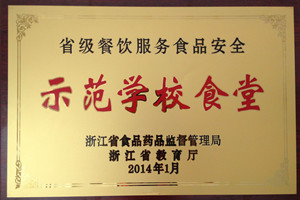 省级餐饮服务食品安全
示范学校食堂
浙江省食品药品监督管理局
浙江省教育厅
2014年1月